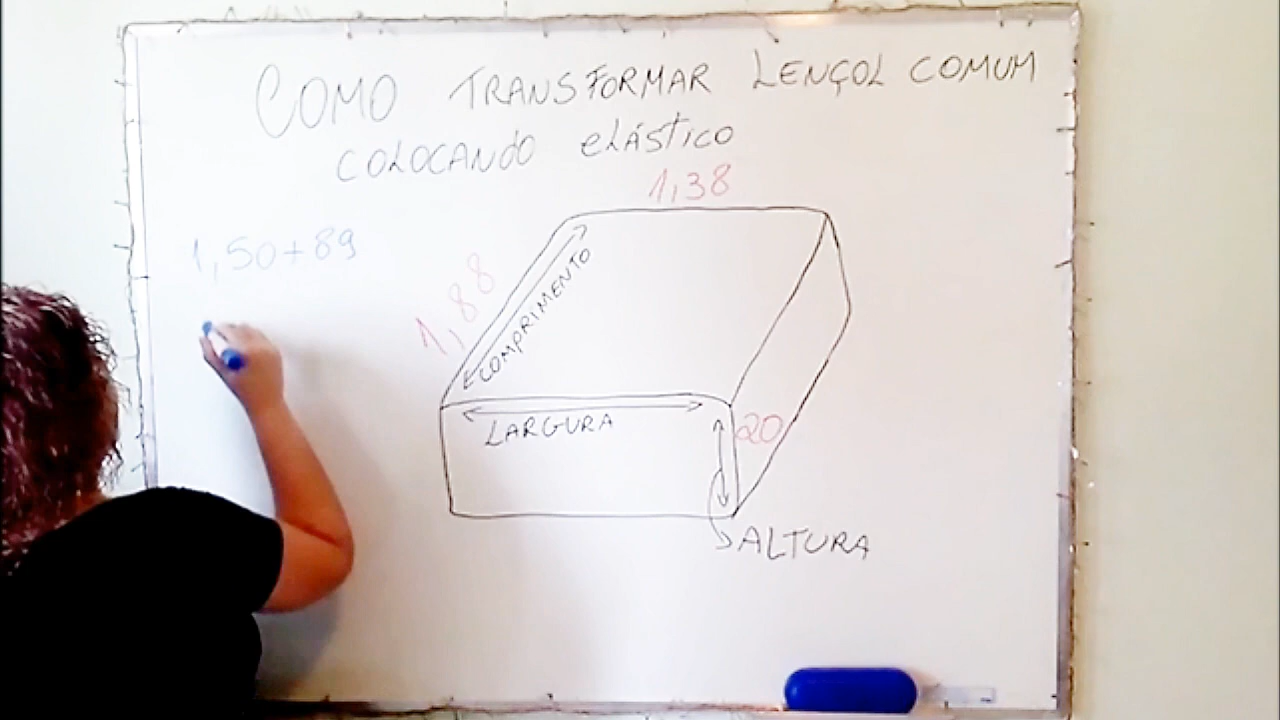 COMO TRANSFORMAR LENÇOL COMUM
COLOCANDO ELÁSTICO
1,38
1,50+89
1,88
COMPRIMENTO
LARGURA
20
ALTURA